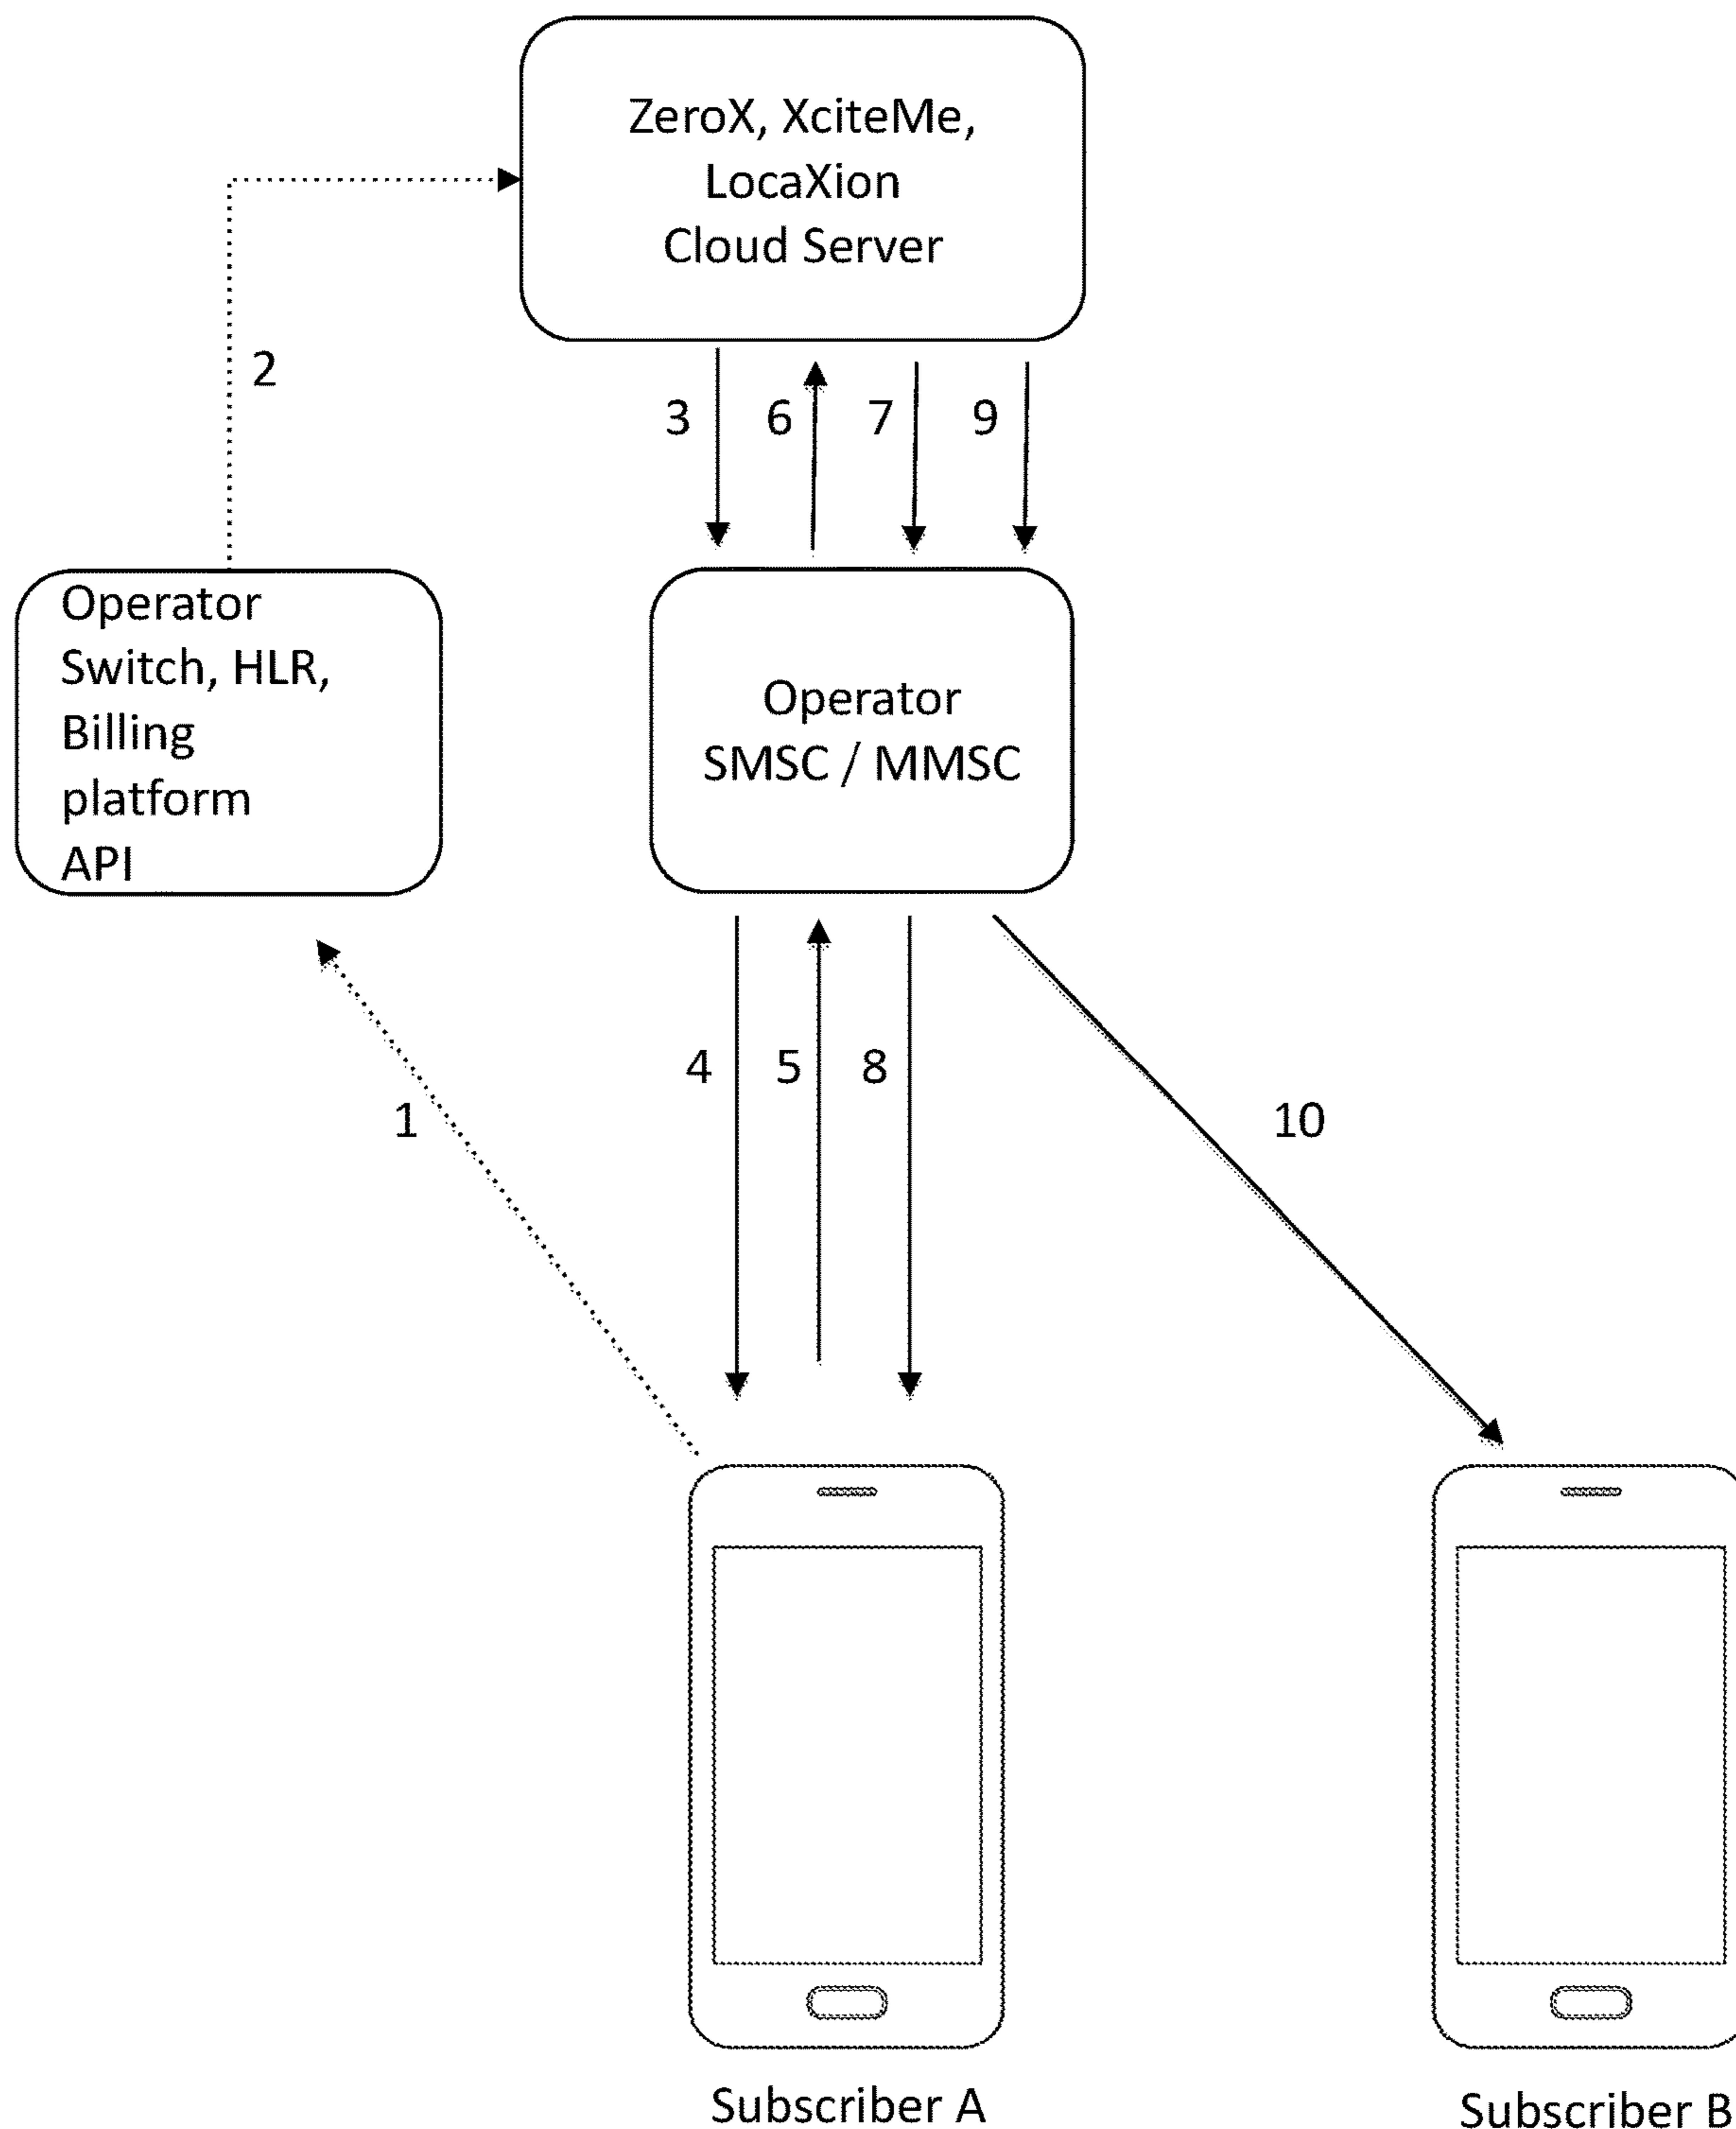 ZeroX, XciteMe,
LocaXion
Cloud Server
2
3
6
7
9
Operator
Switch, HLR,
Billing
platform
API
Operator
SMSC / MMSC
4
5
8
1
10
Subscriber A
Subscriber B